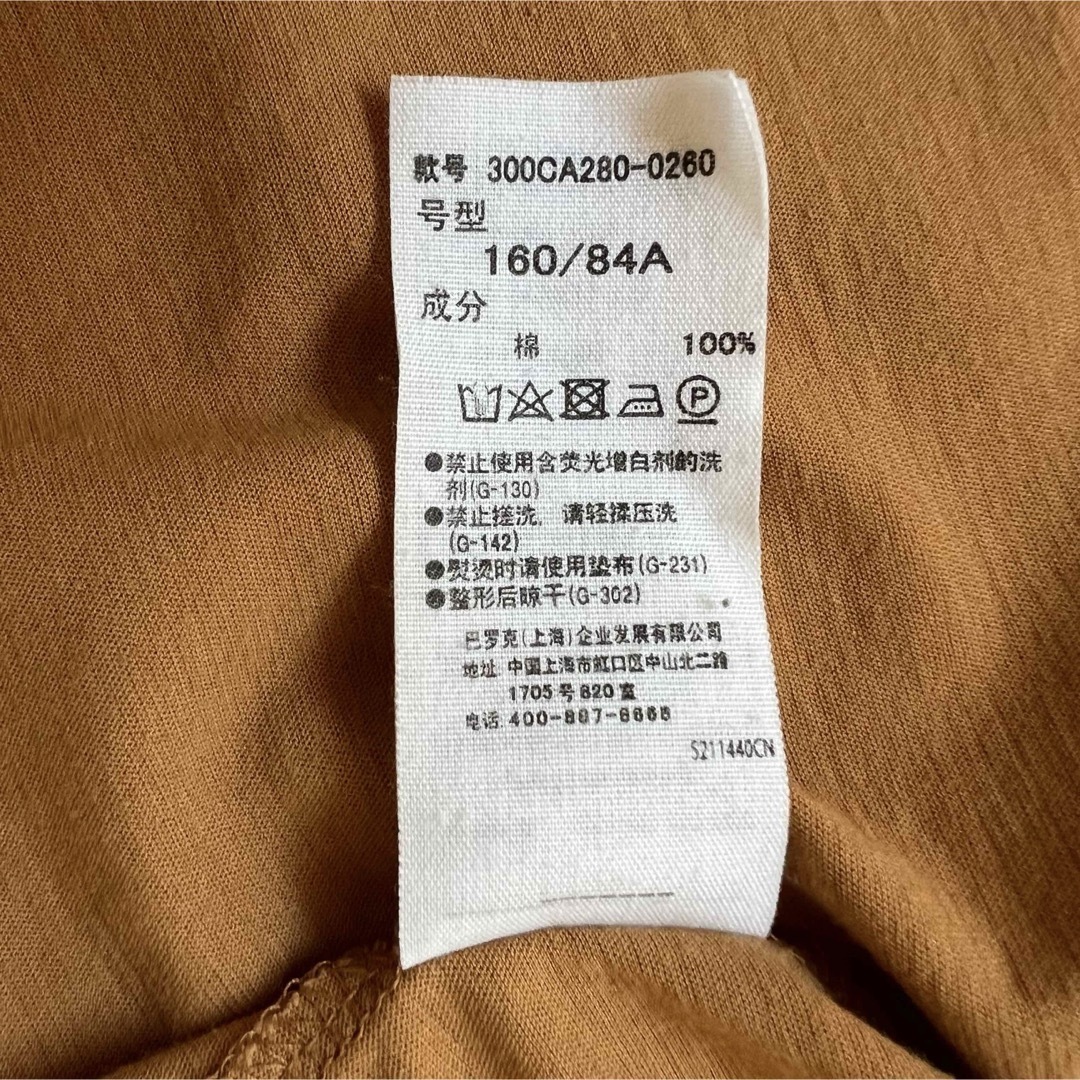 款号 300CA280-0260
号型
160/84A
成分
棉 100%
P
●禁止使用含荧光增白剂的洗
剂(G-130)
●禁止搓洗, 请轻揉压洗
(G-142)
●熨烫时请使用垫布(G-231)
●整形后晾干(G-302)
巴罗克(上海)企业发展有限公司
地址: 中国上海市虹口区中山北二路
1705号820室
电话:
S211440CN